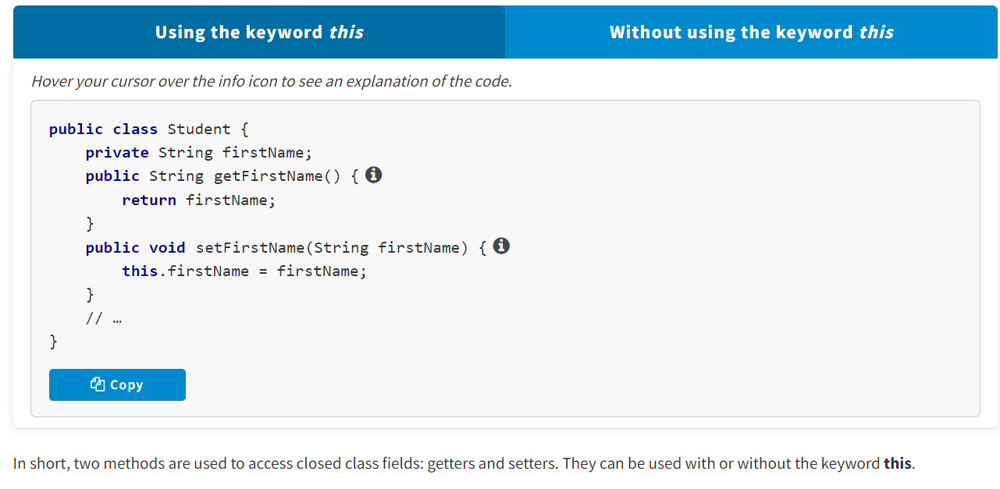 Using the keyword this
Without using the keyword this
Hover your cursor over the info icon to see an explanation of the code.
public class Student {
    private String firstName;
    public String getFirstName() {
        return firstName;
    }
    public void setFirstName(String firstName) {
        this.firstName = firstName;
    }
    // …
}
Copy
In short, two methods are used to access closed class fields: getters and setters. They can be used with or without the keyword this.